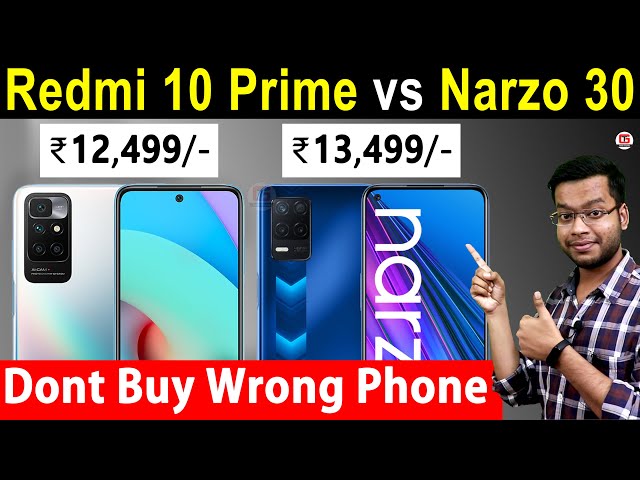 Redmi 10 Prime vs Narzo 30
₹12,499/-
₹13,499/-
narzo
Dont Buy Wrong Phone